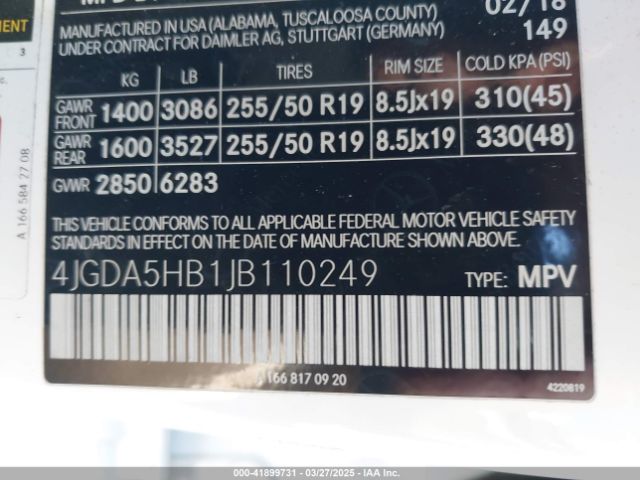 MENT
3
c.
A 166 584 27 08
MANUFACTURED IN USA (ALABAMA, TUSCALOOSA COUNTY)
UNDER CONTRACT FOR DAIMLER AG, STUTTGART (GERMANY)
02/18
149
KG LB TIRES RIM SIZE COLD KPA (PSI)
GAWR FRONT 1400 3086 255/50 R19 8.5Jx19 310(45)
GAWR REAR 1600 3527 255/50 R19 8.5Jx19 330(48)
GVWR 2850 6283
THIS VEHICLE CONFORMS TO ALL APPLICABLE FEDERAL MOTOR VEHICLE SAFETY
STANDARDS IN EFFECT ON THE DATE OF MANUFACTURE SHOWN ABOVE.
4JGDA5HB1JB110249 TYPE: MPV
166 817 09 20
4220819
000-41899731 — 03/27/2025 — IAA, Inc.